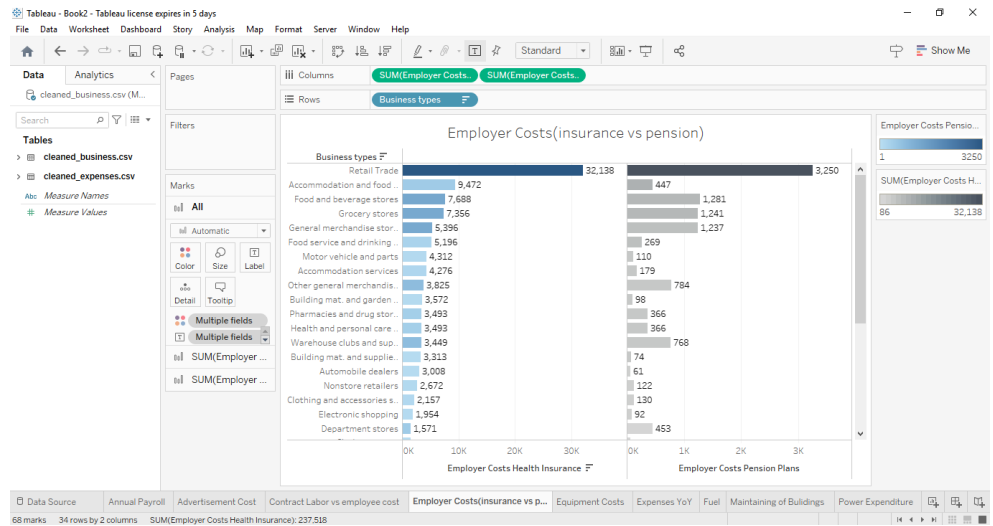 Tableau - Book2 - Tableau license expires in 5 days
File Data Worksheet Dashboard Story Analysis Map Format Server Window Help
Standard
Show Me
Data Analytics
cleaned_business.csv (M...
Search
Tables
cleaned_business.csv
cleaned_expenses.csv
Abc Measure Names
# Measure Values
Pages
Filters
Marks
All
Automatic
Color Size Label
Detail Tooltip
Multiple fields
Multiple fields
SUM(Employer ...
SUM(Employer ...
Columns SUM(Employer Costs.. SUM(Employer Costs..
Rows Business types
Employer Costs(insurance vs pension)
Business types
Retail Trade 32,138 3,250
Accommodation and food .. 9,472 447
Food and beverage stores 7,688 1,281
Grocery stores 7,356 1,241
General merchandise stor.. 5,396 1,237
Food service and drinking .. 5,196 269
Motor vehicle and parts 4,312 110
Accommodation services 4,276 179
Other general merchandis.. 3,825 784
Building mat. and garden .. 3,572 98
Pharmacies and drug stor.. 3,493 366
Health and personal care .. 3,493 366
Warehouse clubs and sup.. 3,449 768
Building mat. and supplie.. 3,313 74
Automobile dealers 3,008 61
Nonstore retailers 2,672 122
Clothing and accessories s.. 2,157 130
Electronic shopping 1,954 92
Department stores 1,571 453
0K 10K 20K 30K 0K 1K 2K 3K
Employer Costs Health Insurance Employer Costs Pension Plans
Employer Costs Pensio...
1 3250
SUM(Employer Costs H...
86 32,138
Data Source Annual Payroll Advertisement Cost Contract Labor vs employee cost Employer Costs(insurance vs p... Equipment Costs Expenses YoY Fuel Maintaining of Bulidings Power Expenditure
68 marks 34 rows by 2 columns SUM(Employer Costs Health Insurance): 237,518